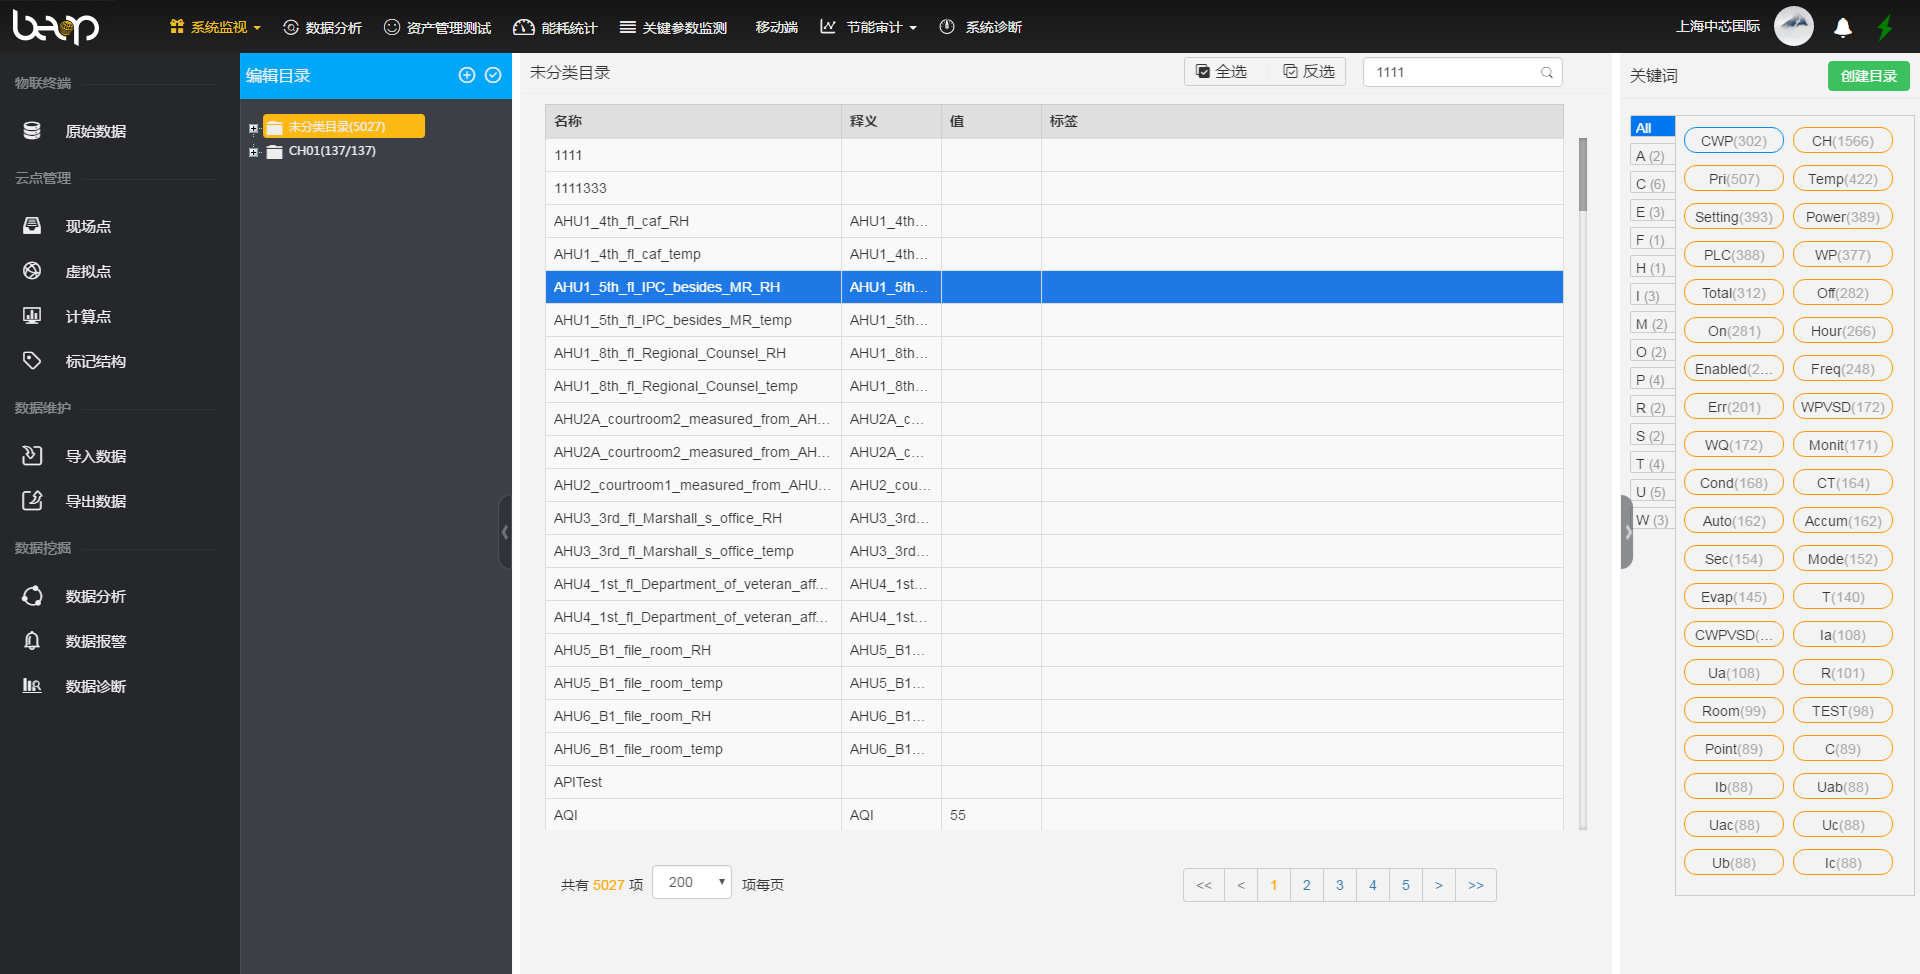 beop
系统监视
数据分析
资产管理测试
能耗统计
关键参数监测
移动端
节能审计
系统诊断
上海中芯国际
物联终端
原始数据
云点管理
现场点
虚拟点
计算点
标记结构
数据维护
导入数据
导出数据
数据挖掘
数据分析
数据报警
数据诊断
编辑目录
未分类目录(5027)
CH01(137/137)
未分类目录
全选
反选
1111
名称 释义 值 标签
1111
1111333
AHU1_4th_fl_caf_RH AHU1_4th...
AHU1_4th_fl_caf_temp AHU1_4th...
AHU1_5th_fl_IPC_besides_MR_RH AHU1_5th...
AHU1_5th_fl_IPC_besides_MR_temp AHU1_5th...
AHU1_8th_fl_Regional_Counsel_RH AHU1_8th...
AHU1_8th_fl_Regional_Counsel_temp AHU1_8th...
AHU2A_courtroom2_measured_from_AH... AHU2A_c...
AHU2A_courtroom2_measured_from_AH... AHU2A_c...
AHU2_courtroom1_measured_from_AHU... AHU2_cou...
AHU3_3rd_fl_Marshall_s_office_RH AHU3_3rd...
AHU3_3rd_fl_Marshall_s_office_temp AHU3_3rd...
AHU4_1st_fl_Department_of_veteran_aff... AHU4_1st...
AHU4_1st_fl_Department_of_veteran_aff... AHU4_1st...
AHU5_B1_file_room_RH AHU5_B1...
AHU5_B1_file_room_temp AHU5_B1...
AHU6_B1_file_room_RH AHU6_B1...
AHU6_B1_file_room_temp AHU6_B1...
APITest
AQI AQI 55
共有 5027 项 200 项每页
<< < 1 2 3 4 5 > >>
关键词
创建目录
All
A (2)
C (6)
E (3)
F (1)
H (1)
I (3)
M (2)
O (2)
P (4)
R (2)
S (2)
T (4)
U (5)
W (3)
CWP(302) CH(1566)
Pri(507) Temp(422)
Setting(393) Power(389)
PLC(388) WP(377)
Total(312) Off(282)
On(281) Hour(266)
Enabled(2... Freq(248)
Err(201) WPVSD(172)
WQ(172) Monit(171)
Cond(168) CT(164)
Auto(162) Accum(162)
Sec(154) Mode(152)
Evap(145) T(140)
CWPVSD(... Ia(108)
Ua(108) R(101)
Room(99) TEST(98)
Point(89) C(89)
Ib(88) Uab(88)
Uac(88) Uc(88)
Ub(88) Ic(88)